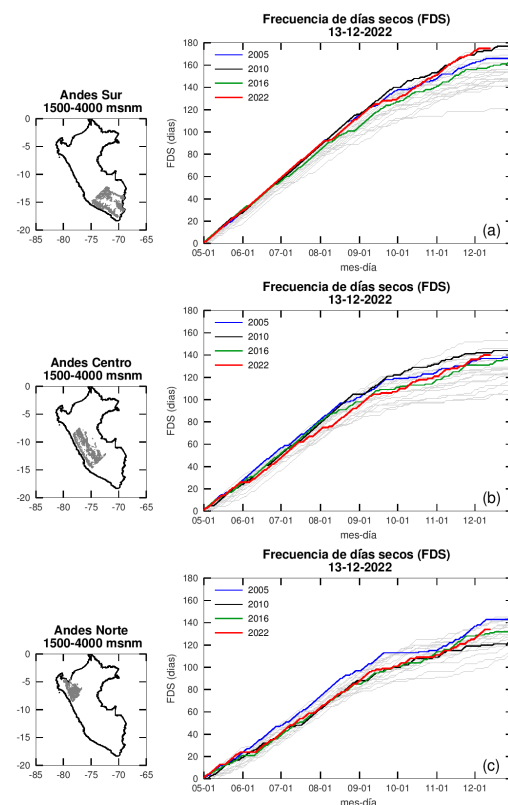 Frecuencia de días secos (FDS)
13-12-2022
Andes Sur
1500-4000 msnm
0
-5
-10
-15
-20
-85 -80 -75 -70 -65
FDS (días)
180
160
140
120
100
80
60
40
20
0
2005
2010
2016
2022
(a)
05-01 06-01 07-01 08-01 09-01 10-01 11-01 12-01
mes-día
Frecuencia de días secos (FDS)
13-12-2022
Andes Centro
1500-4000 msnm
0
-5
-10
-15
-20
-85 -80 -75 -70 -65
FDS (días)
180
160
140
120
100
80
60
40
20
0
2005
2010
2016
2022
(b)
05-01 06-01 07-01 08-01 09-01 10-01 11-01 12-01
mes-día
Frecuencia de días secos (FDS)
13-12-2022
Andes Norte
1500-4000 msnm
0
-5
-10
-15
-20
-85 -80 -75 -70 -65
FDS (días)
180
160
140
120
100
80
60
40
20
0
2005
2010
2016
2022
(c)
05-01 06-01 07-01 08-01 09-01 10-01 11-01 12-01
mes-día